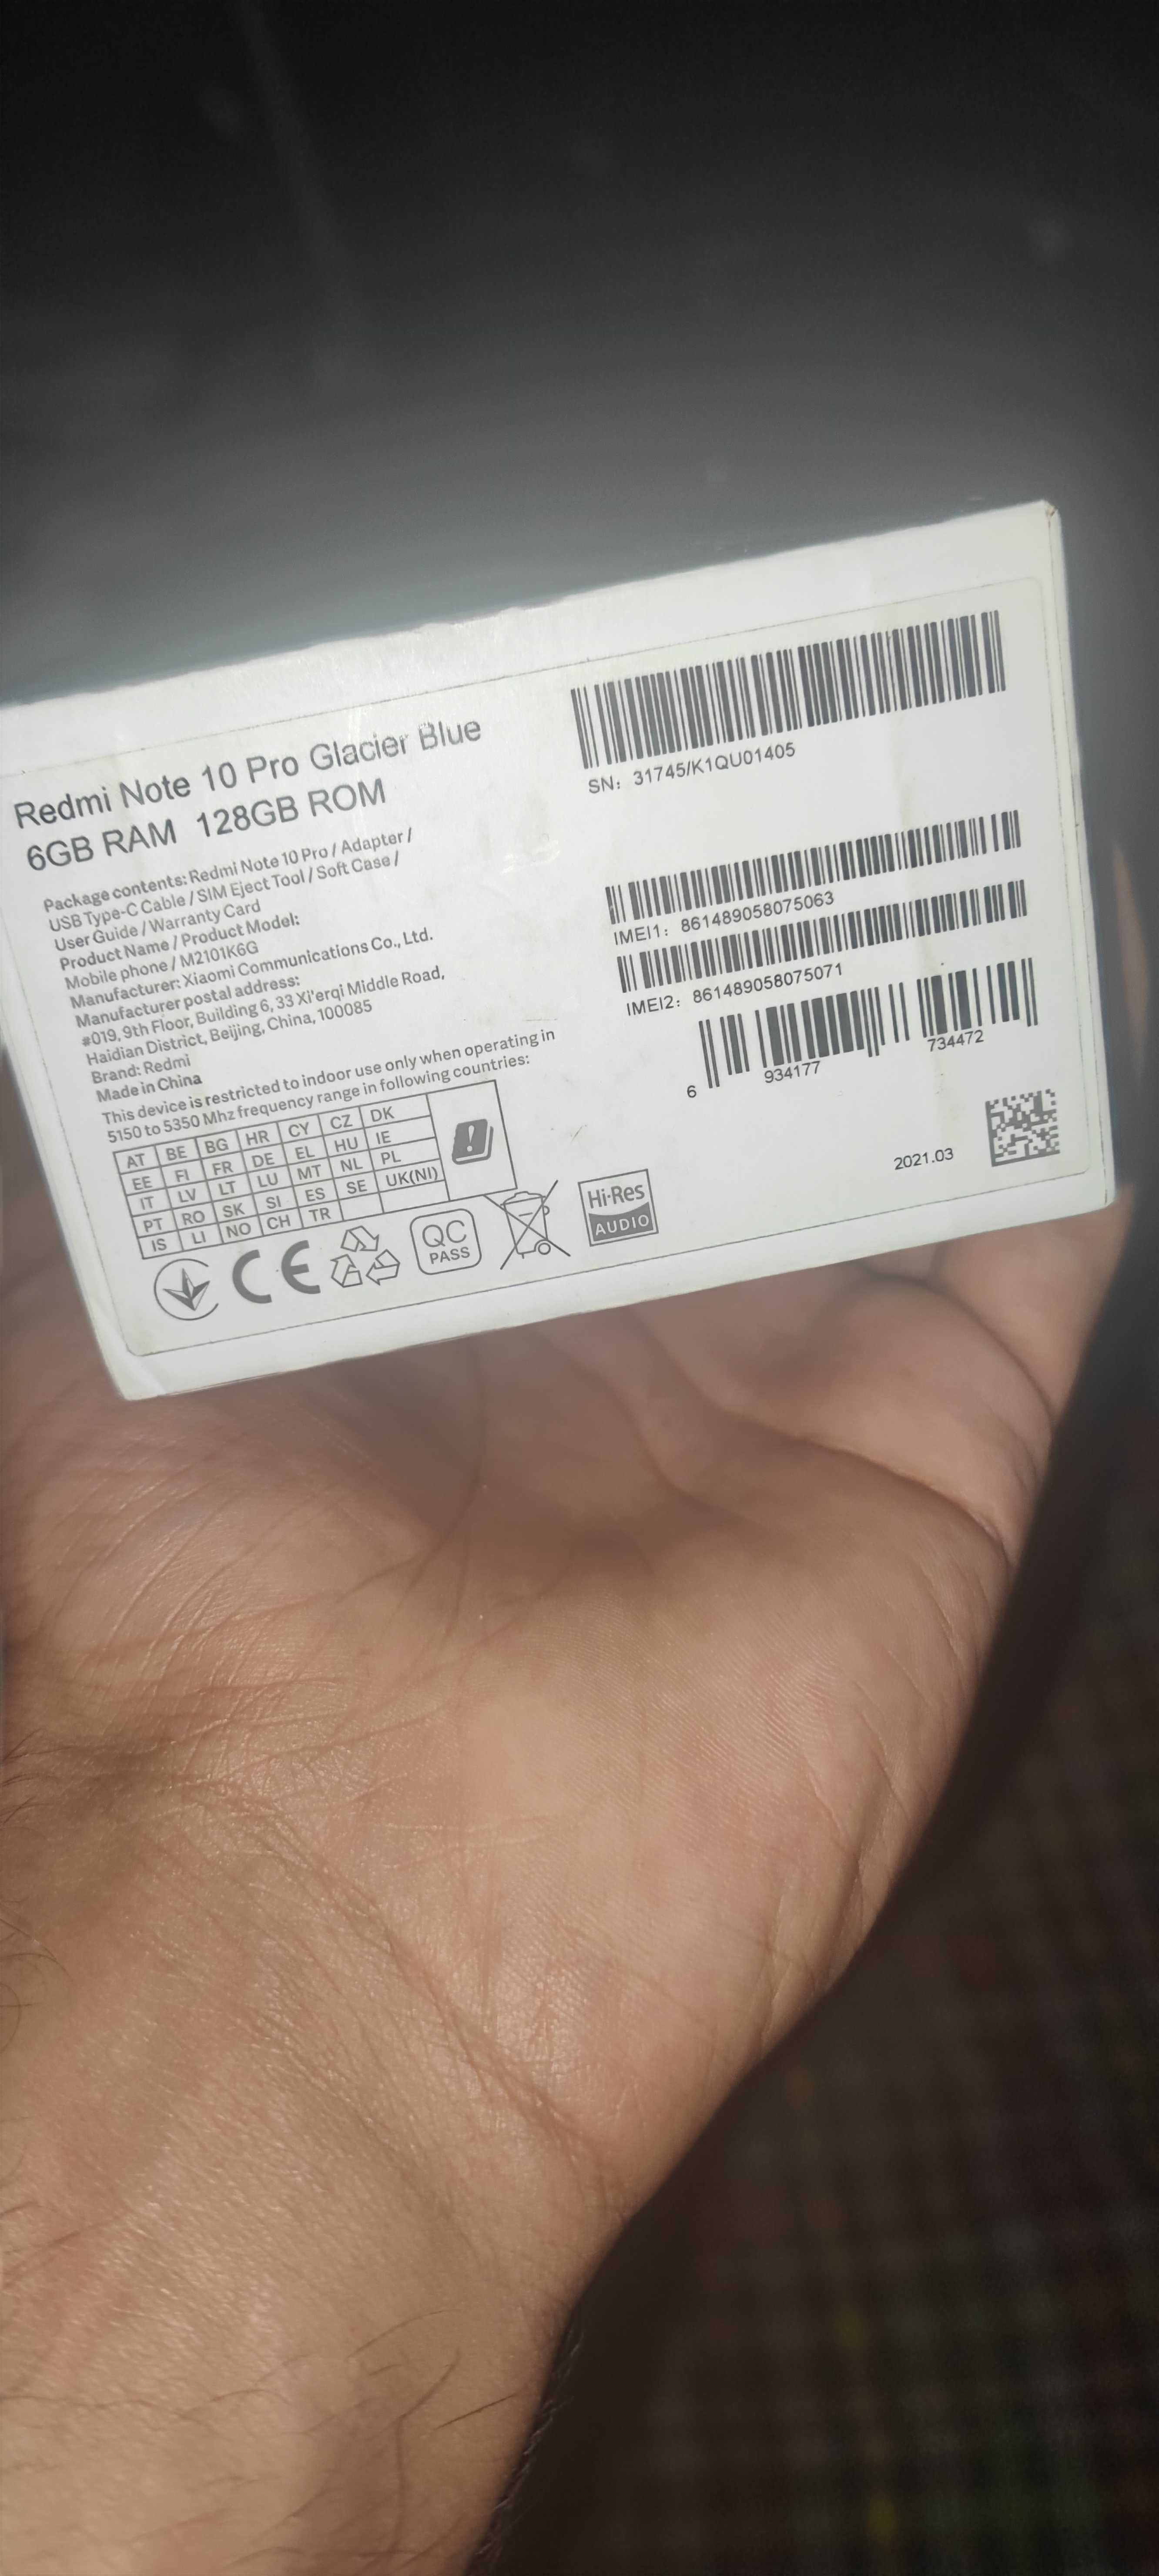 Redmi Note 10 Pro Glacier Blue
6GB RAM 128GB ROM
Package contents: Redmi Note 10 Pro / Adapter /
USB Type-C Cable / SIM Eject Tool / Soft Case /
User Guide / Warranty Card
Product Name / Product Model:
Mobile phone / M2101K6G
Manufacturer: Xiaomi Communications Co., Ltd.
Manufacturer postal address:
#019, 9th Floor, Building 6, 33 Xi'erqi Middle Road,
Haidian District, Beijing, China, 100085
Brand: Redmi
Made in China
This device is restricted to indoor use only when operating in
5150 to 5350 Mhz frequency range in following countries:
AT BE BG HR CY CZ DK
EE FI FR DE EL HU IE
IT LV LT LU MT NL PL
PT RO SK SI ES SE UK(NI)
IS LI NO CH TR
CE
QC
PASS
Hi-Res
AUDIO
SN: 31745/K1QU01405
IMEI1: 861489058075063
IMEI2: 861489058075071
6 934177 734472
2021.03